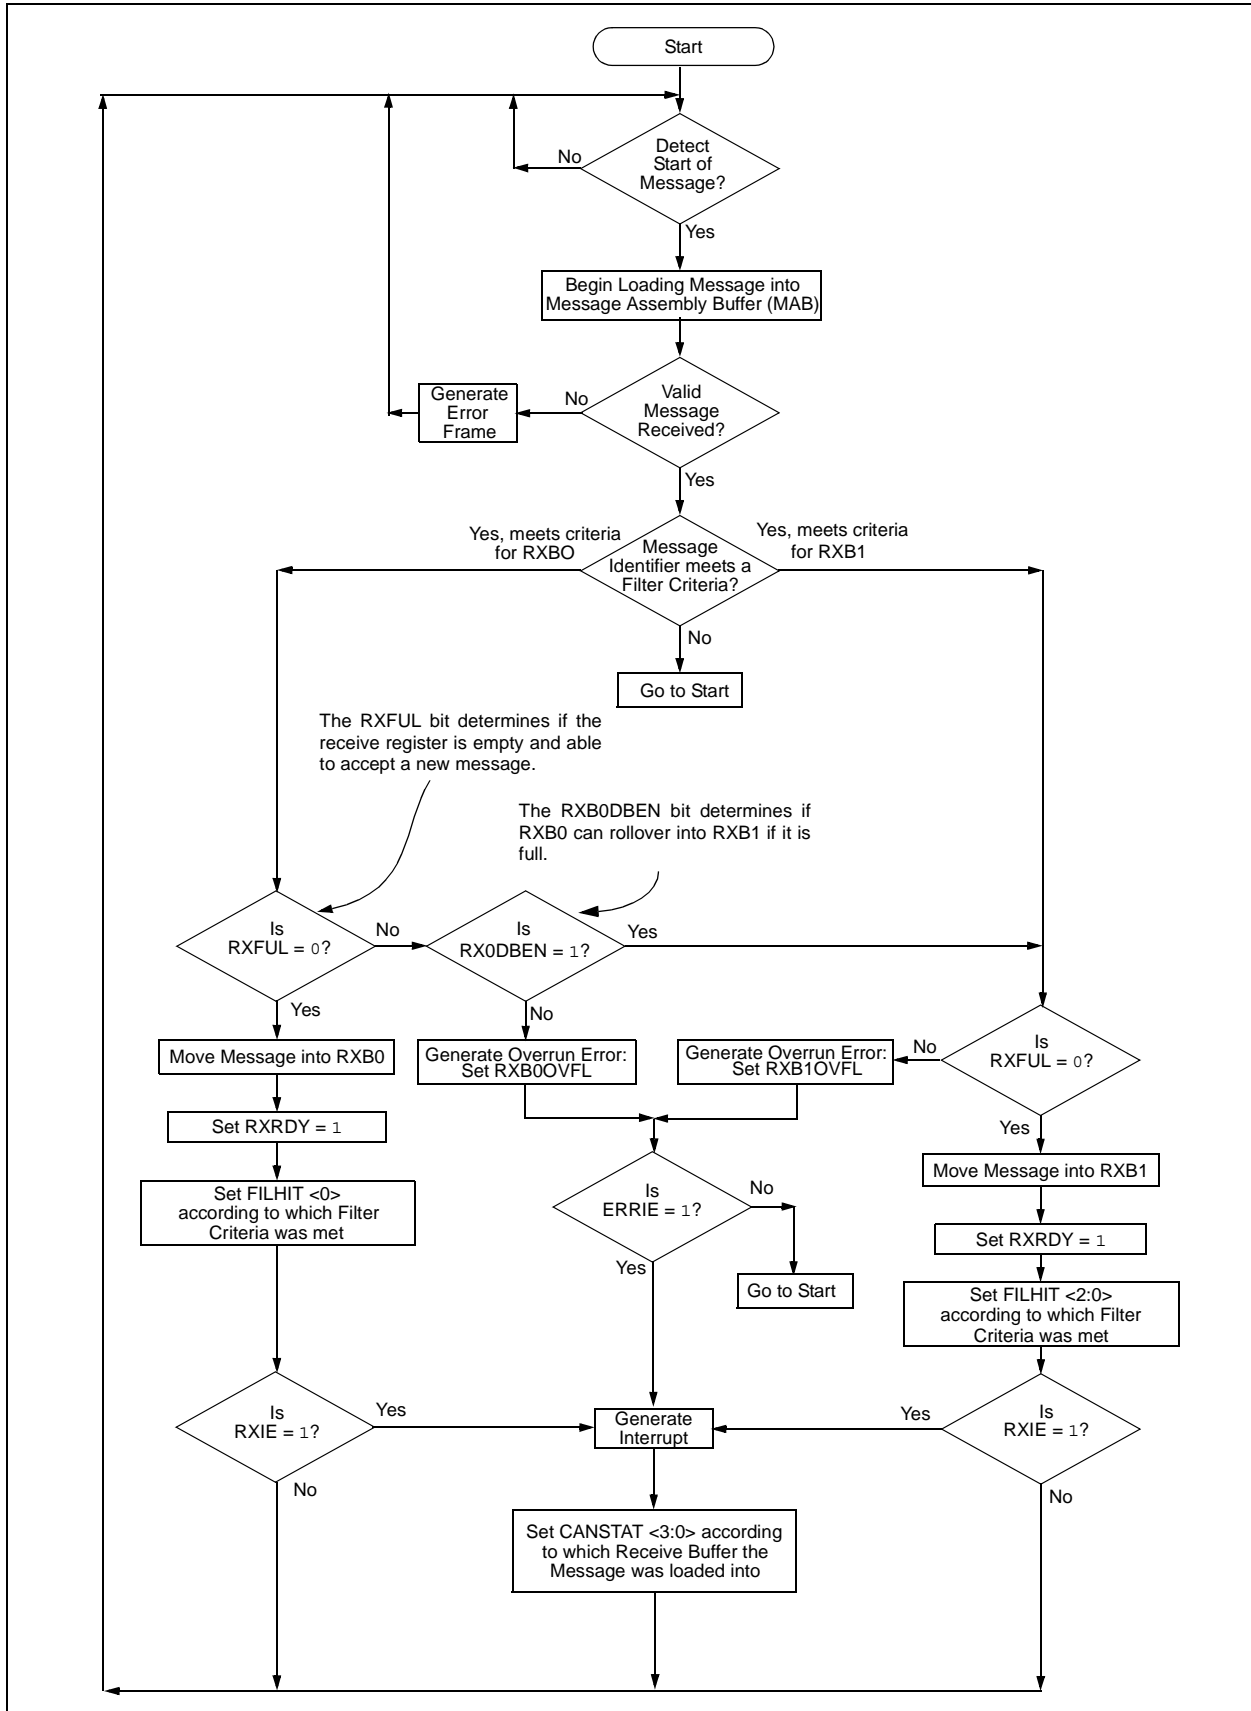 Start
Detect
Start of
Message?
No
Yes
Begin Loading Message into
Message Assembly Buffer (MAB)
Valid
Message
Received?
No
Generate
Error
Frame
Yes
Message
Identifier meets a
Filter Criteria?
Yes, meets criteria
for RXBO
Yes, meets criteria
for RXB1
No
Go to Start
The RXFUL bit determines if the
receive register is empty and able
to accept a new message.
The RXB0DBEN bit determines if
RXB0 can rollover into RXB1 if it is
full.
Is
RXFUL = 0?
No
Is
RX0DBEN = 1?
Yes
Yes
No
Move Message into RXB0
Generate Overrun Error:
Set RXB0OVFL
Generate Overrun Error:
Set RXB1OVFL
No
Is
RXFUL = 0?
Set RXRDY = 1
Yes
Move Message into RXB1
Set FILHIT <0>
according to which Filter
Criteria was met
Is
ERRIE = 1?
No
Set RXRDY = 1
Yes
Go to Start
Set FILHIT <2:0>
according to which Filter
Criteria was met
Is
RXIE = 1?
Yes
Generate
Interrupt
Yes
Is
RXIE = 1?
No
No
Set CANSTAT <3:0> according
to which Receive Buffer the
Message was loaded into